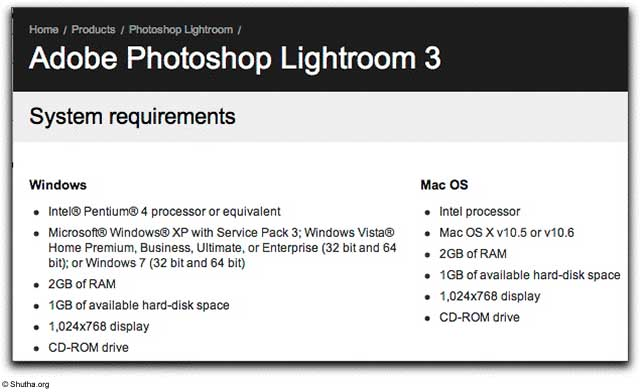 Home / Products / Photoshop Lightroom /
Adobe Photoshop Lightroom 3
System requirements
Windows
• Intel® Pentium® 4 processor or equivalent
• Microsoft® Windows® XP with Service Pack 3; Windows Vista®
Home Premium, Business, Ultimate, or Enterprise (32 bit and 64
bit); or Windows 7 (32 bit and 64 bit)
• 2GB of RAM
• 1GB of available hard-disk space
• 1,024x768 display
• CD-ROM drive
Mac OS
• Intel processor
• Mac OS X v10.5 or v10.6
• 2GB of RAM
• 1GB of available hard-disk space
• 1,024x768 display
• CD-ROM drive
© Shutha.org